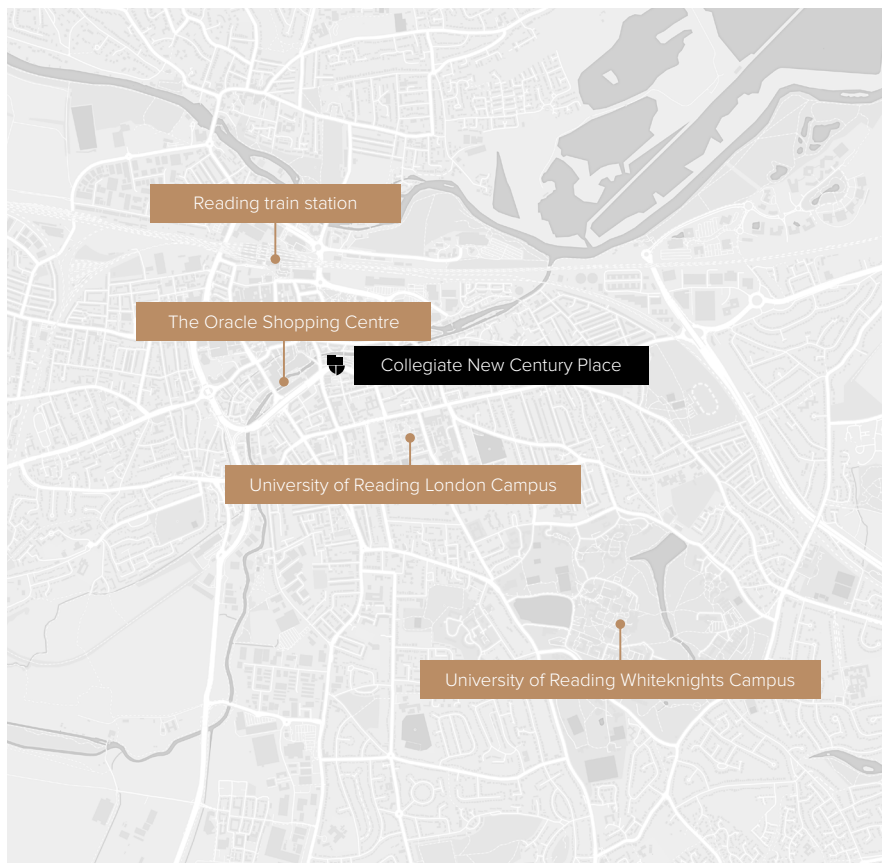 Reading train station
The Oracle Shopping Centre
Collegiate New Century Place
University of Reading London Campus
University of Reading Whiteknights Campus